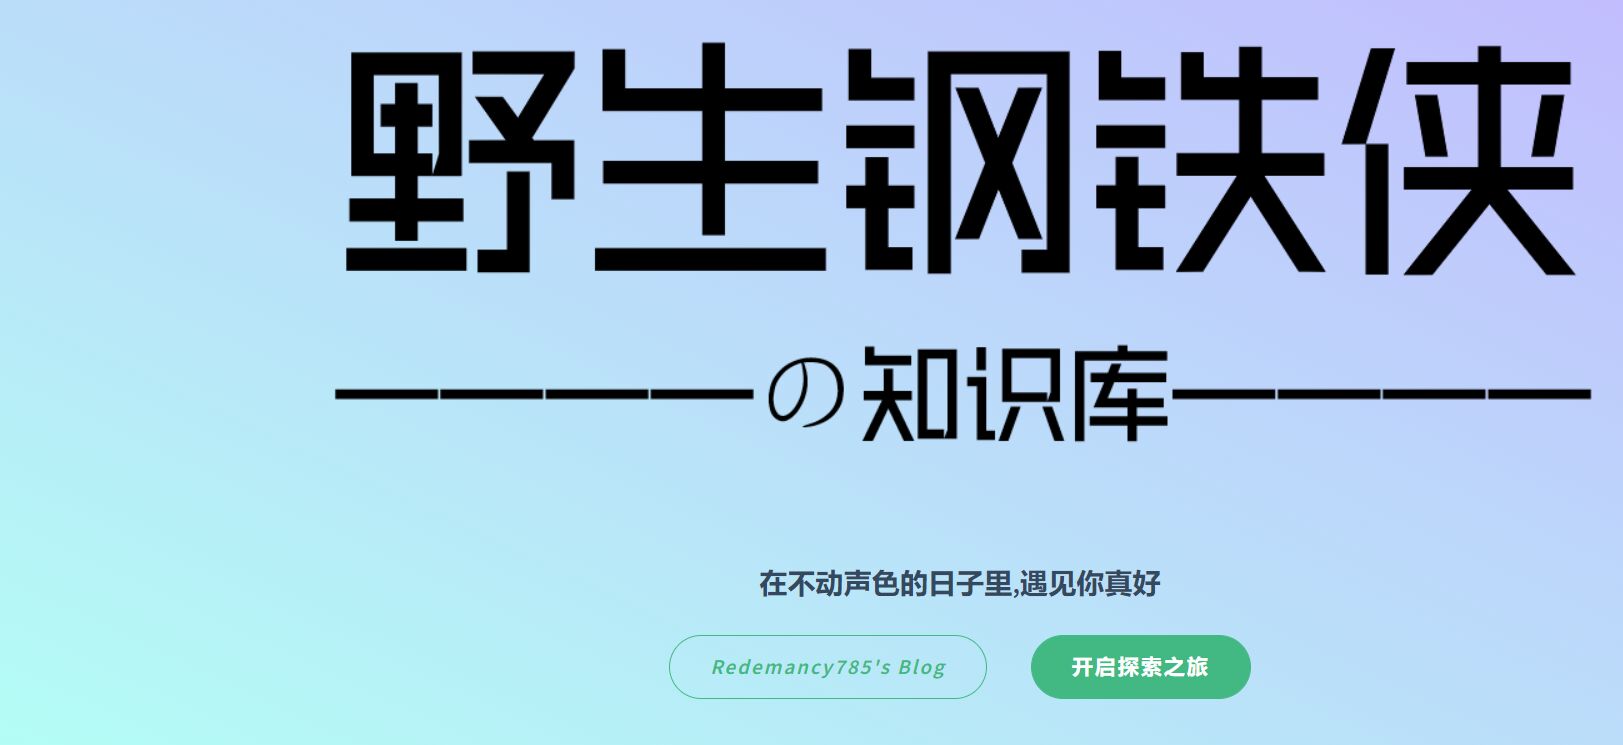 野生钢铁侠
————の知识库————
在不动声色的日子里,遇见你真好
Redemancy785's Blog
开启探索之旅